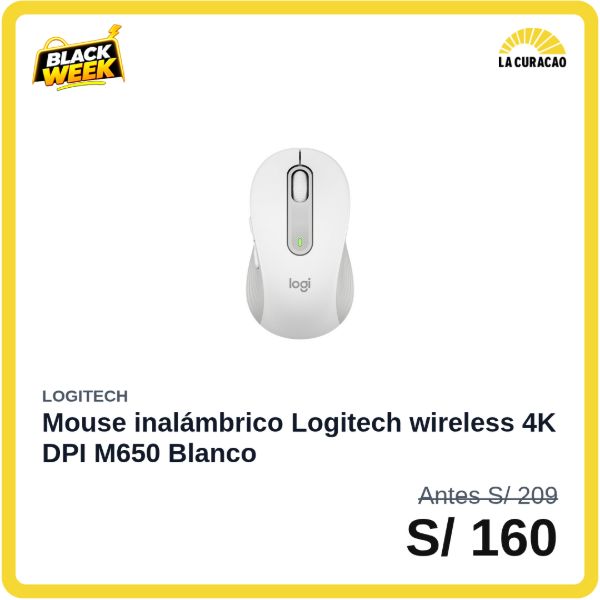 BLACK
WEEK
LA CURACAO
logi
LOGITECH
Mouse inalámbrico Logitech wireless 4K
DPI M650 Blanco
Antes S/ 209
S/ 160